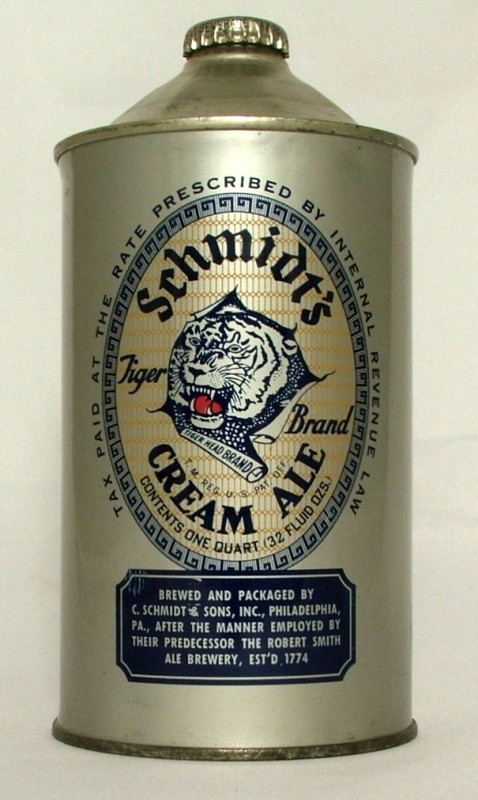 TAX PAID AT THE RATE PRESCRIBED BY INTERNAL REVENUE LAW
Schmidt's
Tiger
Brand
TIGER HEAD BRAND
T.M. REG. U.S. PAT. OFF.
CREAM ALE
CONTENTS ONE QUART (32 FLUID OZS.)
BREWED AND PACKAGED BY
C. SCHMIDT & SONS, INC., PHILADELPHIA,
PA., AFTER THE MANNER EMPLOYED BY
THEIR PREDECESSOR THE ROBERT SMITH
ALE BREWERY, EST'D 1774